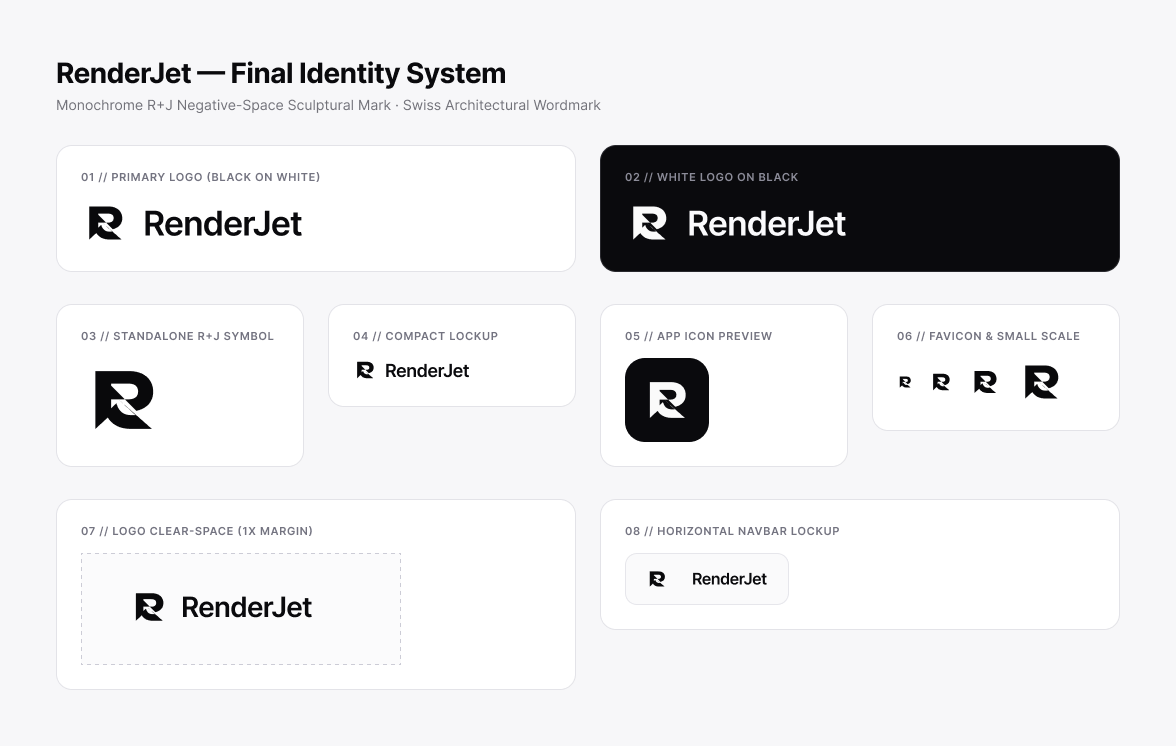 RenderJet — Final Identity System
Monochrome R+J Negative-Space Sculptural Mark · Swiss Architectural Wordmark
01 // PRIMARY LOGO (BLACK ON WHITE)
RenderJet
02 // WHITE LOGO ON BLACK
RenderJet
03 // STANDALONE R+J SYMBOL
04 // COMPACT LOCKUP
RenderJet
05 // APP ICON PREVIEW
06 // FAVICON & SMALL SCALE
07 // LOGO CLEAR-SPACE (1X MARGIN)
RenderJet
08 // HORIZONTAL NAVBAR LOCKUP
RenderJet